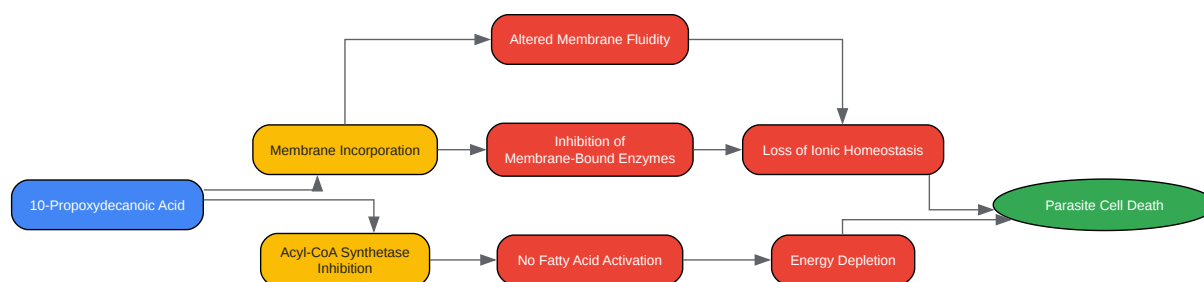 Altered Membrane Fluidity
Membrane Incorporation
Inhibition of
Membrane-Bound Enzymes
Loss of Ionic Homeostasis
10-Propoxydecanoic Acid
Parasite Cell Death
Acyl-CoA Synthetase
Inhibition
No Fatty Acid Activation
Energy Depletion